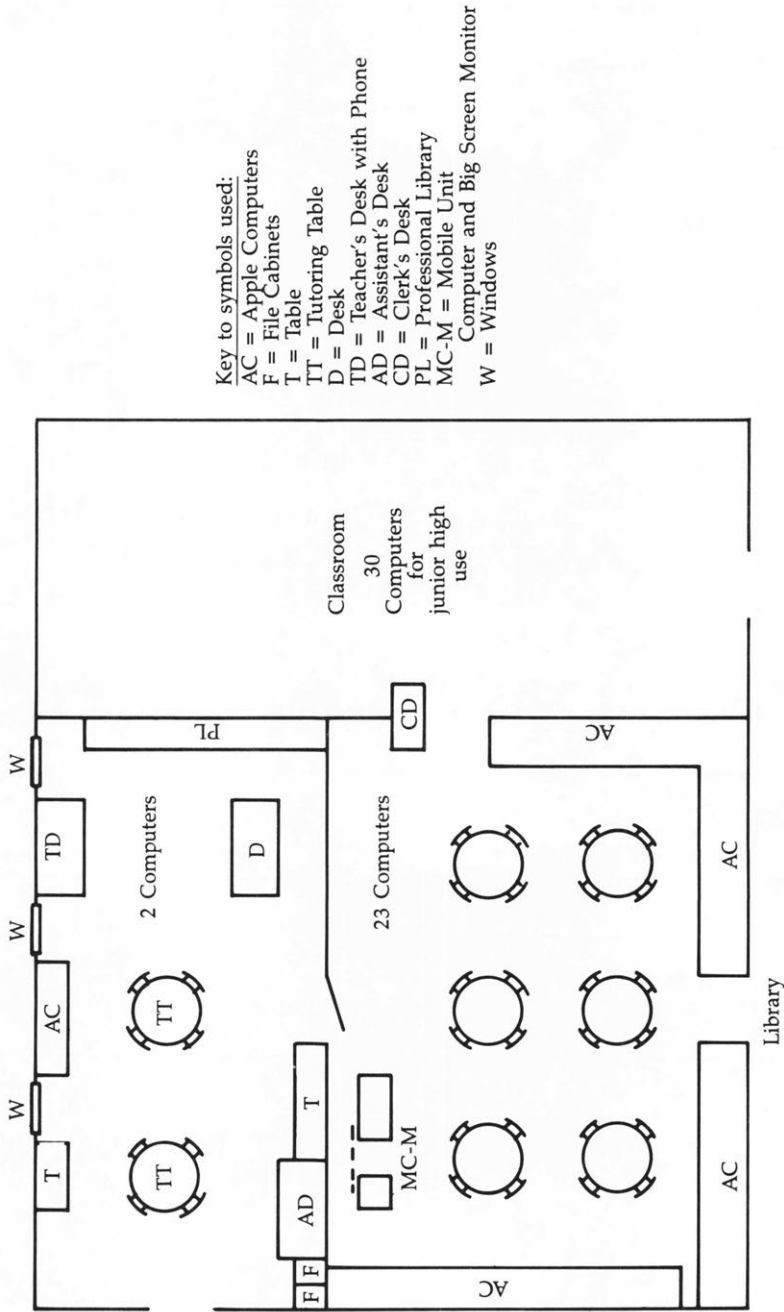 Key to symbols used:
AC = Apple Computers
F = File Cabinets
T = Table
TT = Tutoring Table
D = Desk
TD = Teacher's Desk with Phone
AD = Assistant's Desk
CD = Clerk's Desk
PL = Professional Library
MC-M = Mobile Unit
Computer and Big Screen Monitor
W = Windows
W
W
W
T
AC
TD
TT
TT
2 Computers
D
PL
F
F
AD
T
MC-M
23 Computers
CD
Classroom
30
Computers
for
junior high
use
AC
AC
AC
AC
Library